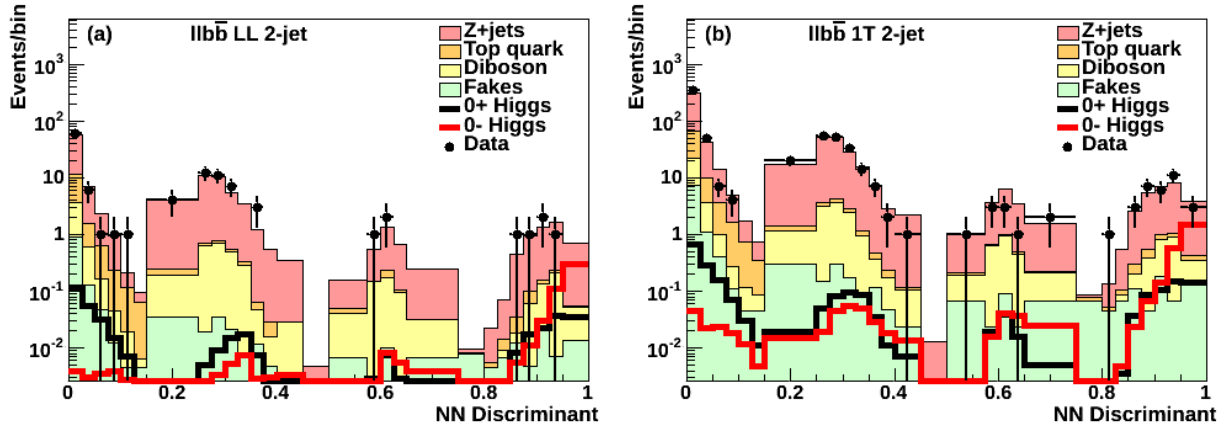 (a) llbb̄ LL 2-jet
Z+jets
Top quark
Diboson
Fakes
0+ Higgs
0- Higgs
Data
Events/bin
10³
10²
10
1
10⁻¹
10⁻²
0 0.2 0.4 0.6 0.8 1
NN Discriminant
(b) llbb̄ 1T 2-jet
Z+jets
Top quark
Diboson
Fakes
0+ Higgs
0- Higgs
Data
Events/bin
10³
10²
10
1
10⁻¹
10⁻²
0 0.2 0.4 0.6 0.8 1
NN Discriminant